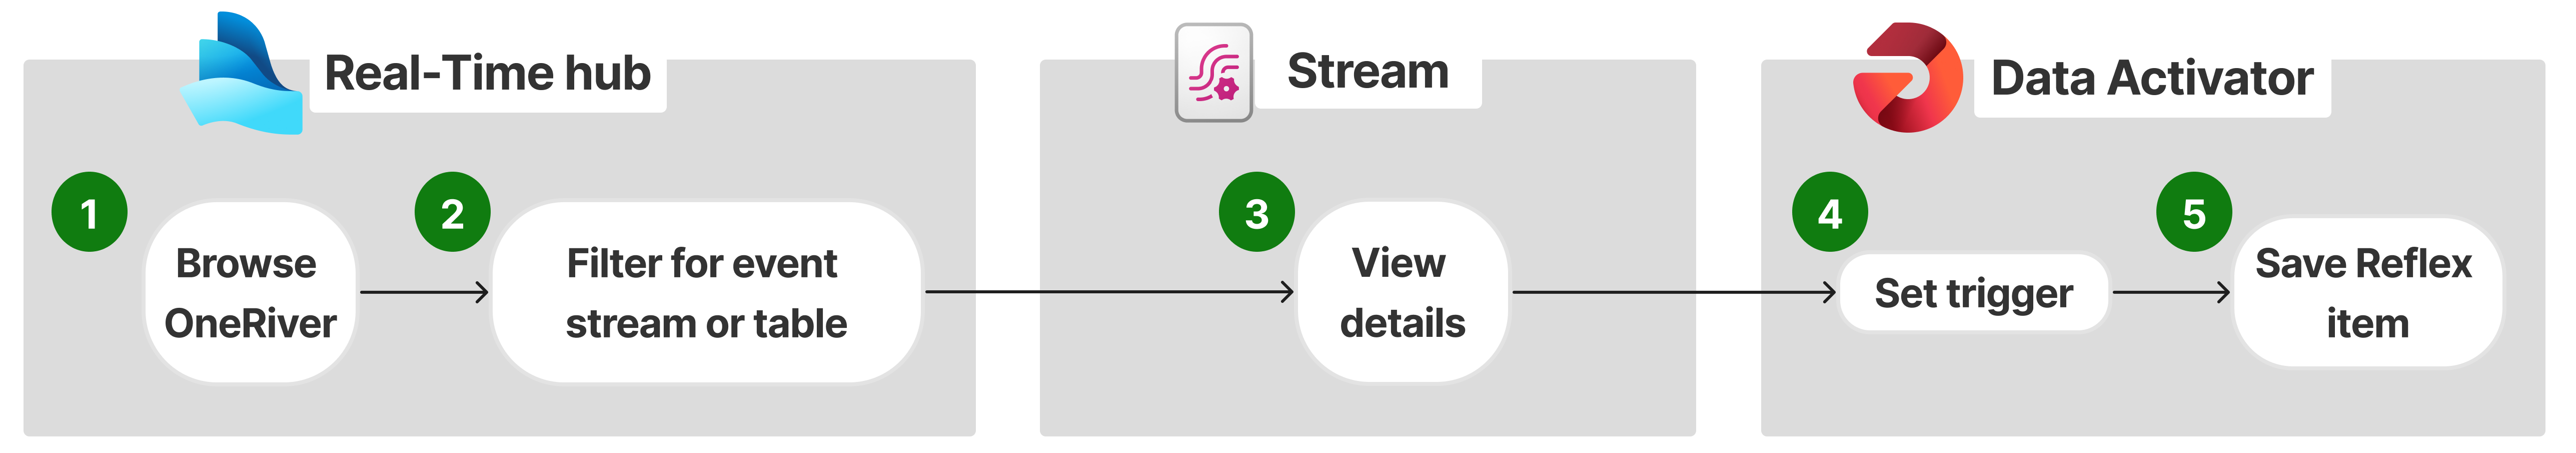 Real-Time hub
1
Browse
OneRiver
2
Filter for event
stream or table
Stream
3
View
details
Data Activator
4
Set trigger
5
Save Reflex
item